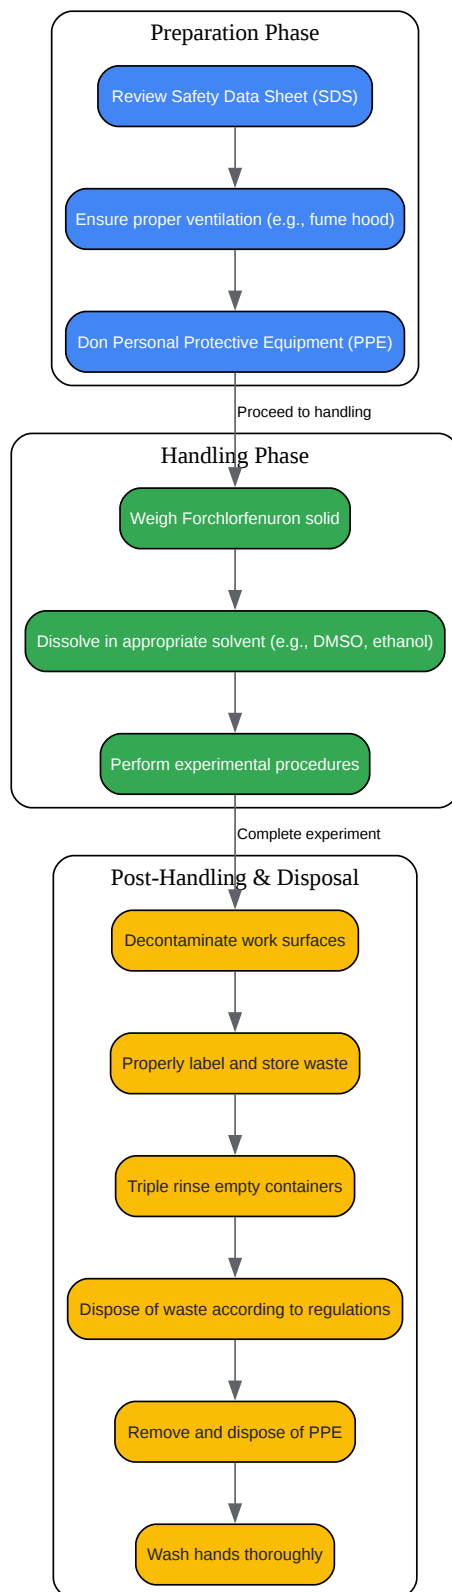 Preparation Phase
Review Safety Data Sheet (SDS)
Ensure proper ventilation (e.g., fume hood)
Don Personal Protective Equipment (PPE)
Proceed to handling
Handling Phase
Weigh Forchlorfenuron solid
Dissolve in appropriate solvent (e.g., DMSO, ethanol)
Perform experimental procedures
Complete experiment
Post-Handling & Disposal
Decontaminate work surfaces
Properly label and store waste
Triple rinse empty containers
Dispose of waste according to regulations
Remove and dispose of PPE
Wash hands thoroughly